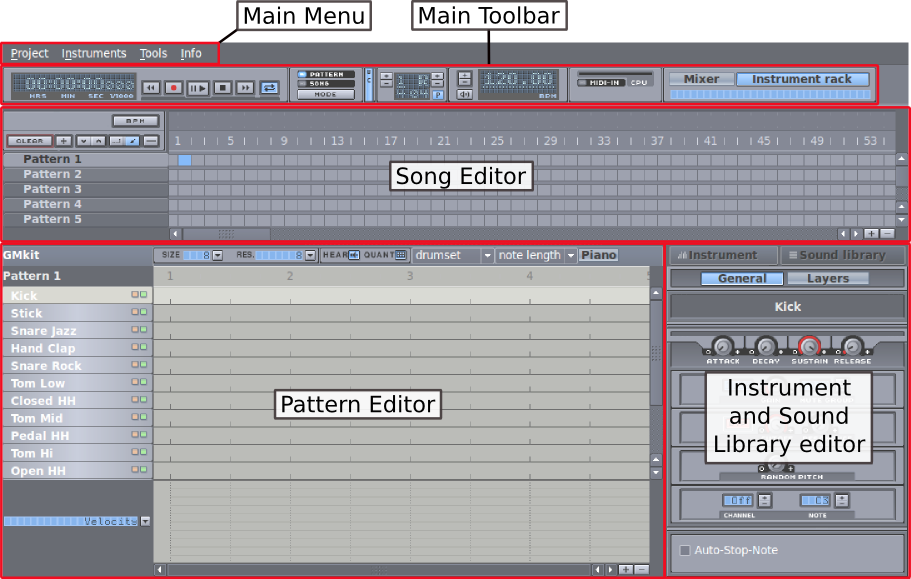 Main Menu
Main Toolbar
Project Instruments Tools Info
00:00:00:000
HRS MIN SEC 1/1000
PATTERN
SONG
MODE
120.00
BPM
MIDI-IN CPU
Mixer Instrument rack
BPM
CLEAR
1 5 9 13 17 21 25 29 33 37 41 45 49 53
Pattern 1
Pattern 2
Pattern 3
Pattern 4
Pattern 5
Song Editor
GMkit
SIZE 8 RES. 8 HEAR QUANT drumset note length Piano
Instrument Sound library
Pattern 1
1 2 3 4 5
General Layers
Kick
Kick
Stick
Snare Jazz
Hand Clap
Snare Rock
Tom Low
Closed HH
Tom Mid
Pedal HH
Tom Hi
Open HH
Pattern Editor
ATTACK DECAY SUSTAIN RELEASE
Instrument
and Sound
Library editor
RANDOM PITCH
Off C3
CHANNEL NOTE
Velocity
Auto-Stop-Note